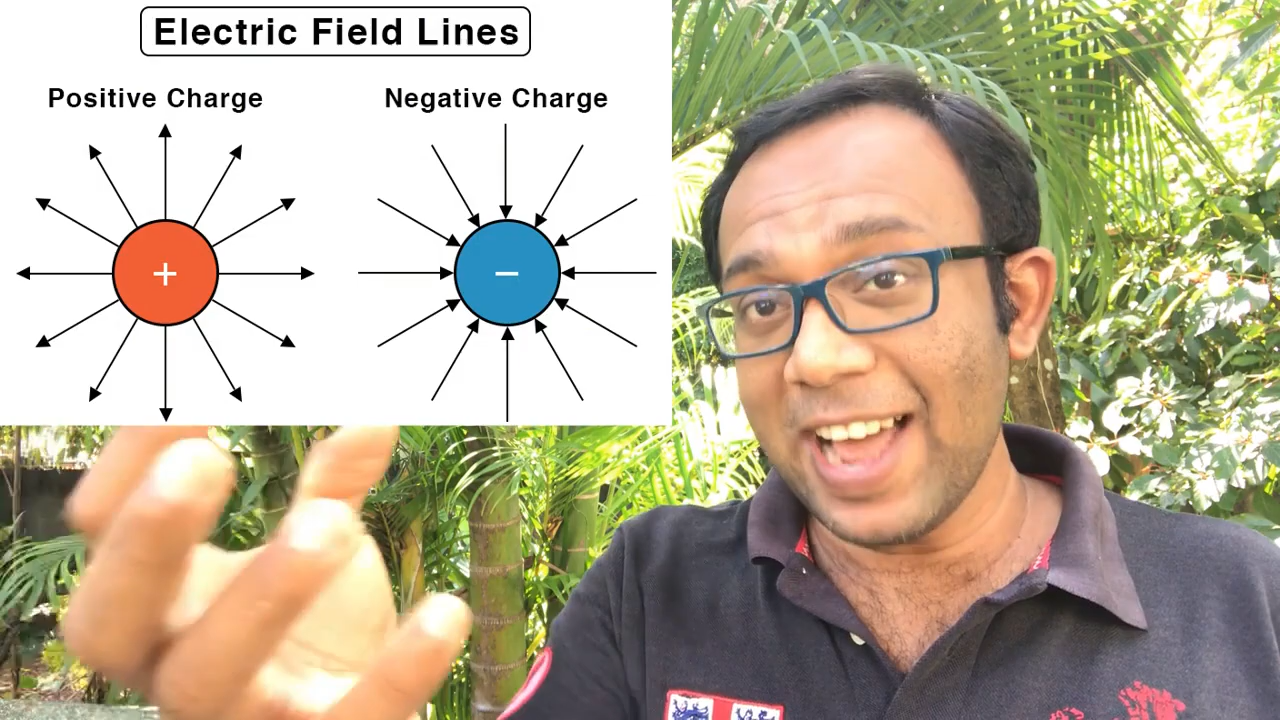 Electric Field Lines
Positive Charge
Negative Charge
+
−